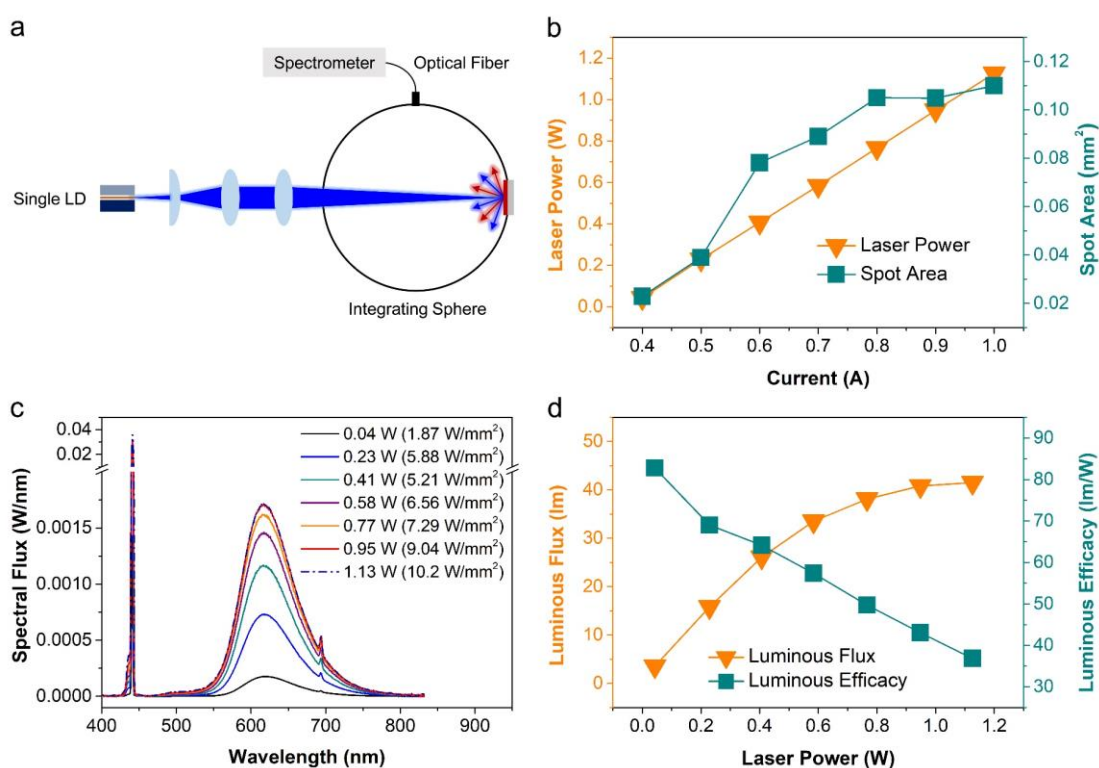 a
Spectrometer
Optical Fiber
Single LD
Integrating Sphere
b
Laser Power (W)
1.2
1.0
0.8
0.6
0.4
0.2
0.0
Laser Power
Spot Area
0.12
0.10
0.08
0.06
0.04
0.02
Spot Area (mm²)
0.4 0.5 0.6 0.7 0.8 0.9 1.0
Current (A)
c
Spectral Flux (W/nm)
0.04
0.02
0.0015
0.0010
0.0005
0.0000
0.04 W (1.87 W/mm²)
0.23 W (5.88 W/mm²)
0.41 W (5.21 W/mm²)
0.58 W (6.56 W/mm²)
0.77 W (7.29 W/mm²)
0.95 W (9.04 W/mm²)
1.13 W (10.2 W/mm²)
400 500 600 700 800 900
Wavelength (nm)
d
Luminous Flux (lm)
50
40
30
20
10
0
Luminous Flux
Luminous Efficacy
90
80
70
60
50
40
30
Luminous Efficacy (lm/W)
0.0 0.2 0.4 0.6 0.8 1.0 1.2
Laser Power (W)